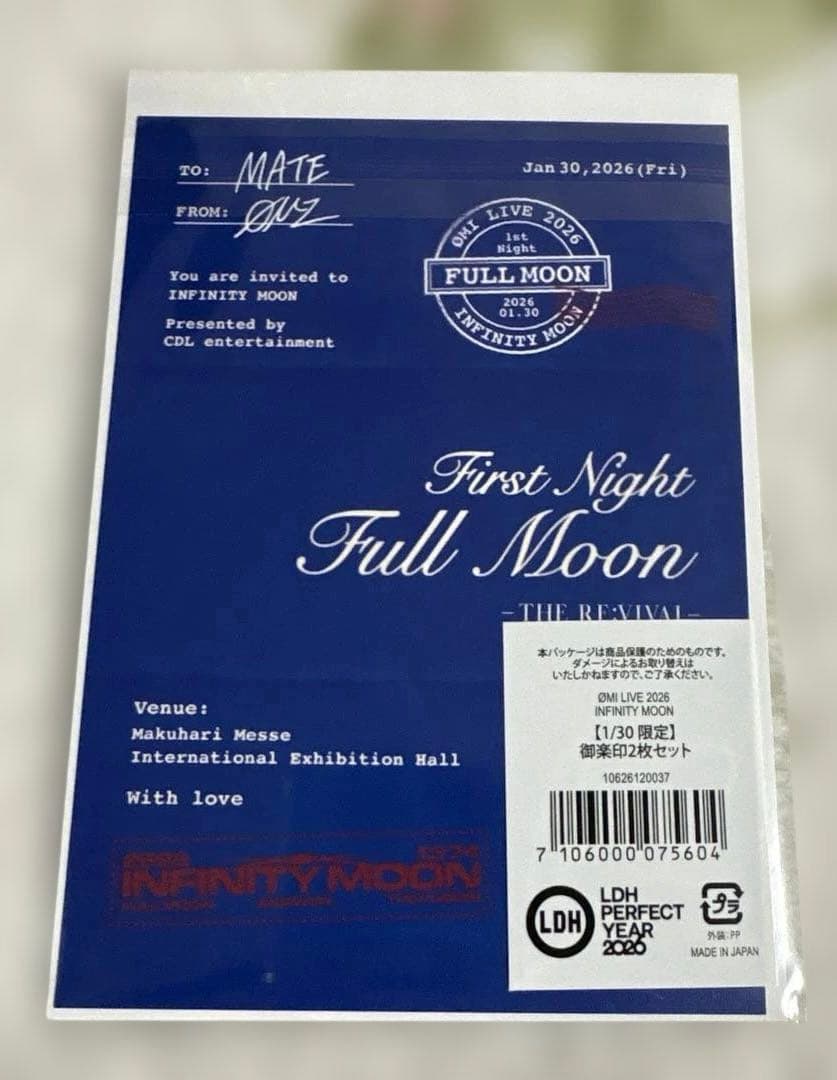 TO: MATE
Jan 30,2026(Fri)
FROM: ØMI
ØMI LIVE 2026
1st
Night
FULL MOON
2026
01.30
INFINITY MOON
You are invited to
INFINITY MOON
Presented by
CDL entertainment
First Night
Full Moon
-THE RE:VIVAL-
Venue:
Makuhari Messe
International Exhibition Hall
With love
INFINITY MOON
本パッケージは商品保護のためのものです。
ダメージによるお取り替えは
いたしかねますので、ご了承ください。
ØMI LIVE 2026
INFINITY MOON
【1/30 限定】
御楽印2枚セット
10626120037
7 106000 075604
LDH
LDH
PERFECT
YEAR
2026
プラ
外装:PP
MADE IN JAPAN